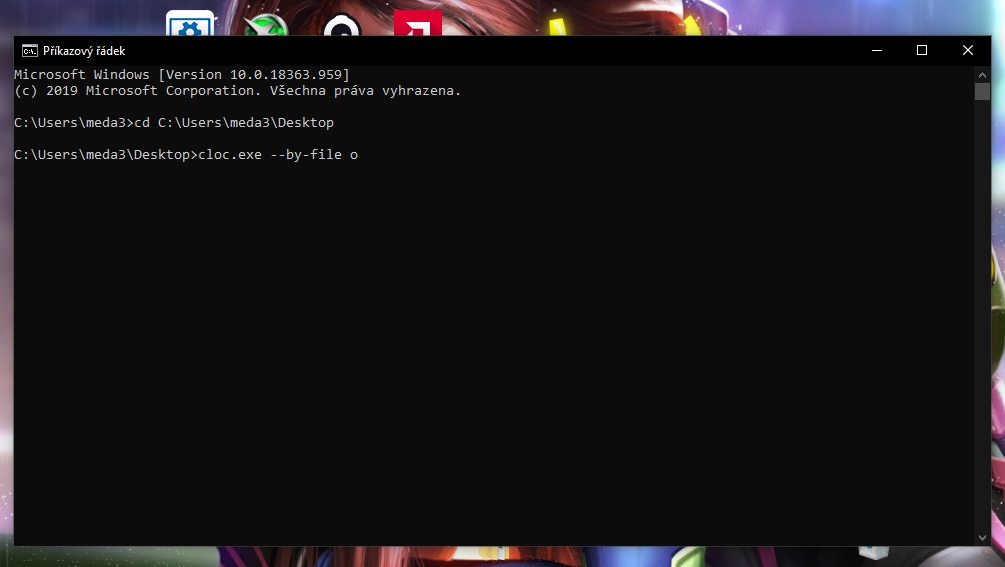 Příkazový řádek
Microsoft Windows [Version 10.0.18363.959]
(c) 2019 Microsoft Corporation. Všechna práva vyhrazena.
C:\Users\meda3>cd C:\Users\meda3\Desktop
C:\Users\meda3\Desktop>cloc.exe --by-file o